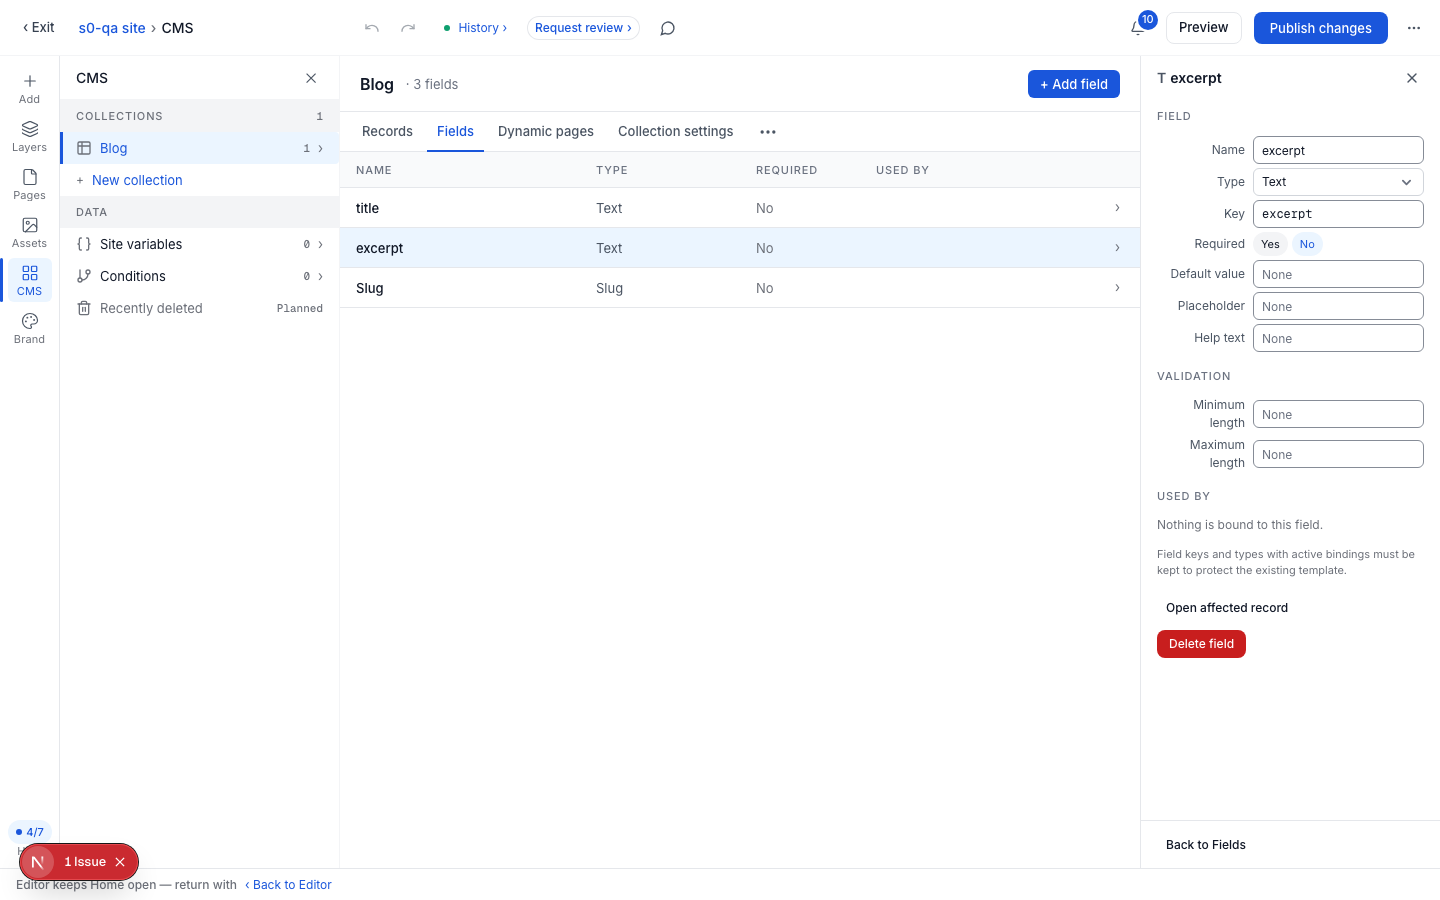 ‹ Exit
s0-qa site › CMS
History ›
Request review ›
10
Preview
Publish changes
Add
Layers
Pages
Assets
CMS
Brand
4/7
CMS
COLLECTIONS 1
Blog 1 ›
+ New collection
DATA
Site variables 0 ›
Conditions 0 ›
Recently deleted Planned
Blog · 3 fields
+ Add field
Records Fields Dynamic pages Collection settings
NAME TYPE REQUIRED USED BY
title Text No ›
excerpt Text No ›
Slug Slug No ›
T excerpt
FIELD
Name excerpt
Type Text
Key excerpt
Required Yes No
Default value None
Placeholder None
Help text None
VALIDATION
Minimum length None
Maximum length None
USED BY
Nothing is bound to this field.
Field keys and types with active bindings must be
kept to protect the existing template.
Open affected record
Delete field
Back to Fields
N 1 Issue
Editor keeps Home open — return with ‹ Back to Editor